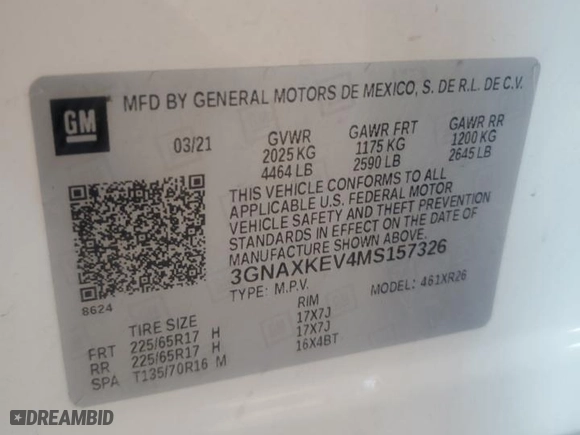 GM
MFD BY GENERAL MOTORS DE MEXICO, S. DE R.L. DE C.V.
03/21 GVWR GAWR FRT GAWR RR
2025 KG 1175 KG 1200 KG
4464 LB 2590 LB 2645 LB
THIS VEHICLE CONFORMS TO ALL
APPLICABLE U.S. FEDERAL MOTOR
VEHICLE SAFETY AND THEFT PREVENTION
STANDARDS IN EFFECT ON THE DATE OF
MANUFACTURE SHOWN ABOVE.
3GNAXKEV4MS157326
TYPE: M.P.V. MODEL: 461XR26
8624
TIRE SIZE RIM
FRT 225/65R17 H 17X7J
RR 225/65R17 H 17X7J
SPA T135/70R16 M 16X4BT
DREAMBID